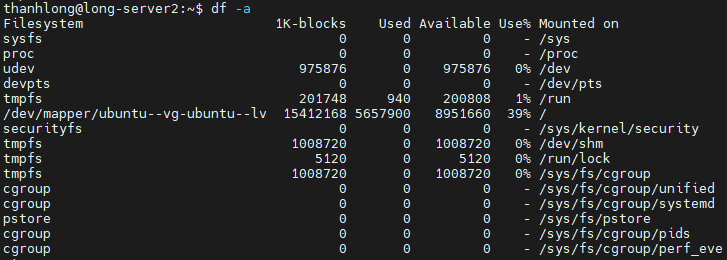 thanhlong@long-server2:~$ df -a
Filesystem 1K-blocks Used Available Use% Mounted on
sysfs 0 0 0 - /sys
proc 0 0 0 - /proc
udev 975876 0 975876 0% /dev
devpts 0 0 0 - /dev/pts
tmpfs 201748 940 200808 1% /run
/dev/mapper/ubuntu--vg-ubuntu--lv 15412168 5657900 8951660 39% /
securityfs 0 0 0 - /sys/kernel/security
tmpfs 1008720 0 1008720 0% /dev/shm
tmpfs 5120 0 5120 0% /run/lock
tmpfs 1008720 0 1008720 0% /sys/fs/cgroup
cgroup 0 0 0 - /sys/fs/cgroup/unified
cgroup 0 0 0 - /sys/fs/cgroup/systemd
pstore 0 0 0 - /sys/fs/pstore
cgroup 0 0 0 - /sys/fs/cgroup/pids
cgroup 0 0 0 - /sys/fs/cgroup/perf_eve